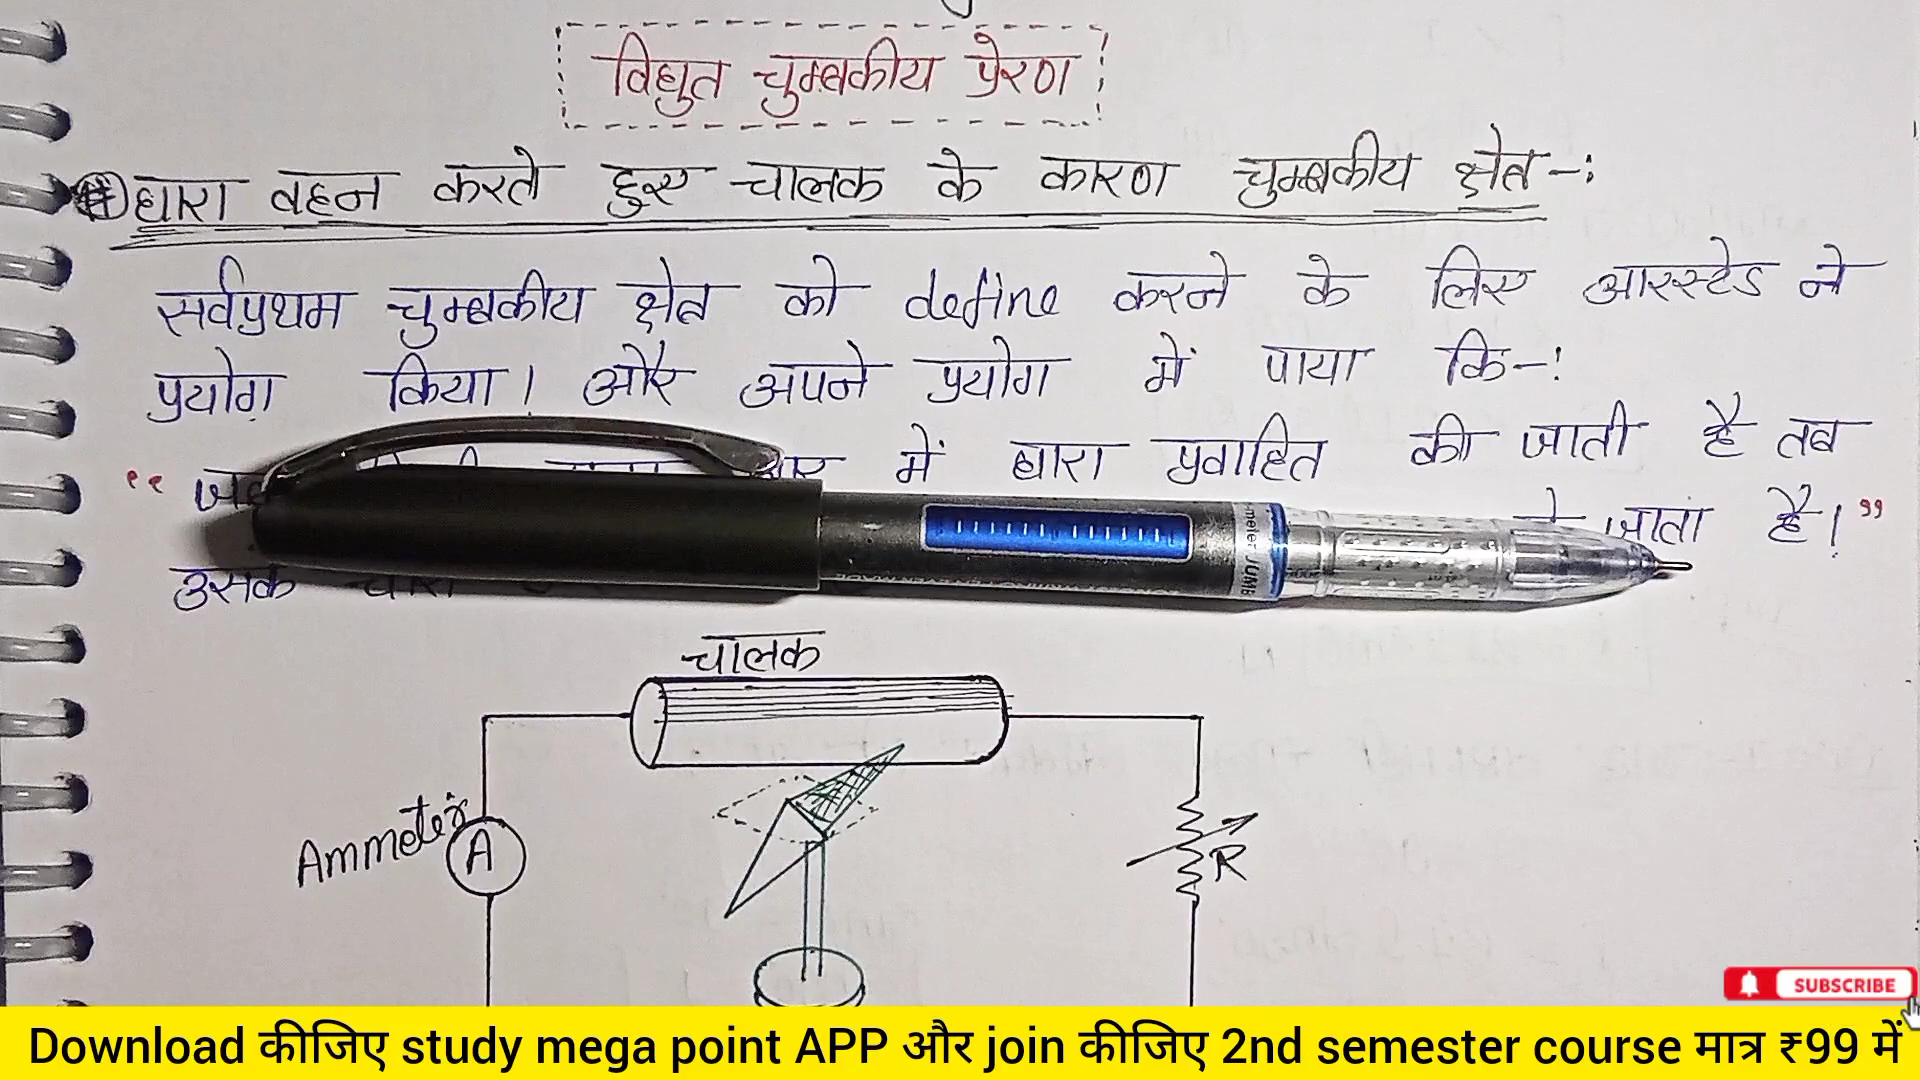 विद्युत चुम्बकीय प्रेरण
धारा वहन करते हुए चालक के कारण चुम्बकीय क्षेत्र -:
सर्वप्रथम चुम्बकीय क्षेत्र को define करने के लिए आरस्टेड ने
प्रयोग किया। और अपने प्रयोग में पाया कि -:
“ जब में धारा प्रवाहित की जाती है तब
उसके जाता है। ”
चालक
Ammeter
A
R
SUBSCRIBE
Download कीजिए study mega point APP और join कीजिए 2nd semester course मात्र ₹99 में